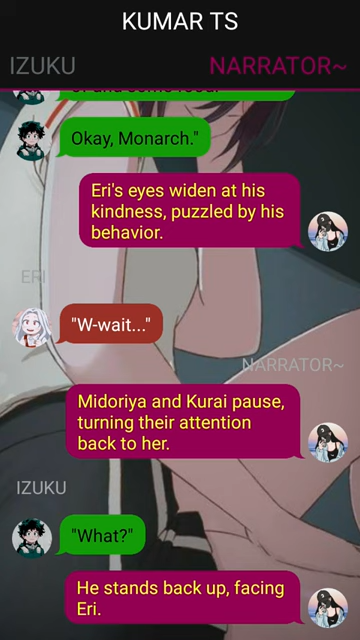 KUMAR TS
IZUKU
NARRATOR~
Okay, Monarch."
Eri's eyes widen at his
kindness, puzzled by his
behavior.
ERI
"W-wait..."
NARRATOR~
Midoriya and Kurai pause,
turning their attention
back to her.
IZUKU
"What?"
He stands back up, facing
Eri.